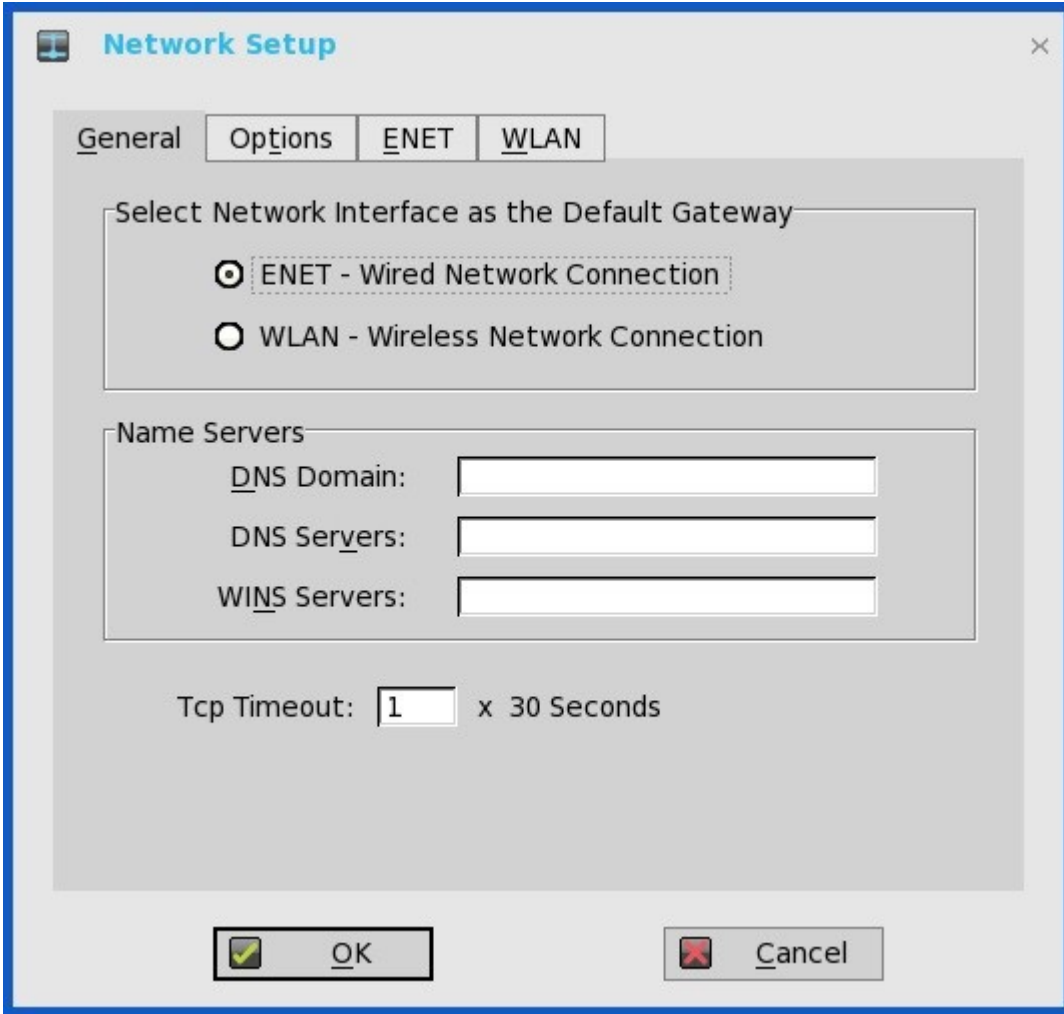 Network Setup
General Options ENET WLAN
Select Network Interface as the Default Gateway
ENET - Wired Network Connection
WLAN - Wireless Network Connection
Name Servers
DNS Domain:
DNS Servers:
WINS Servers:
Tcp Timeout: 1 x 30 Seconds
OK Cancel